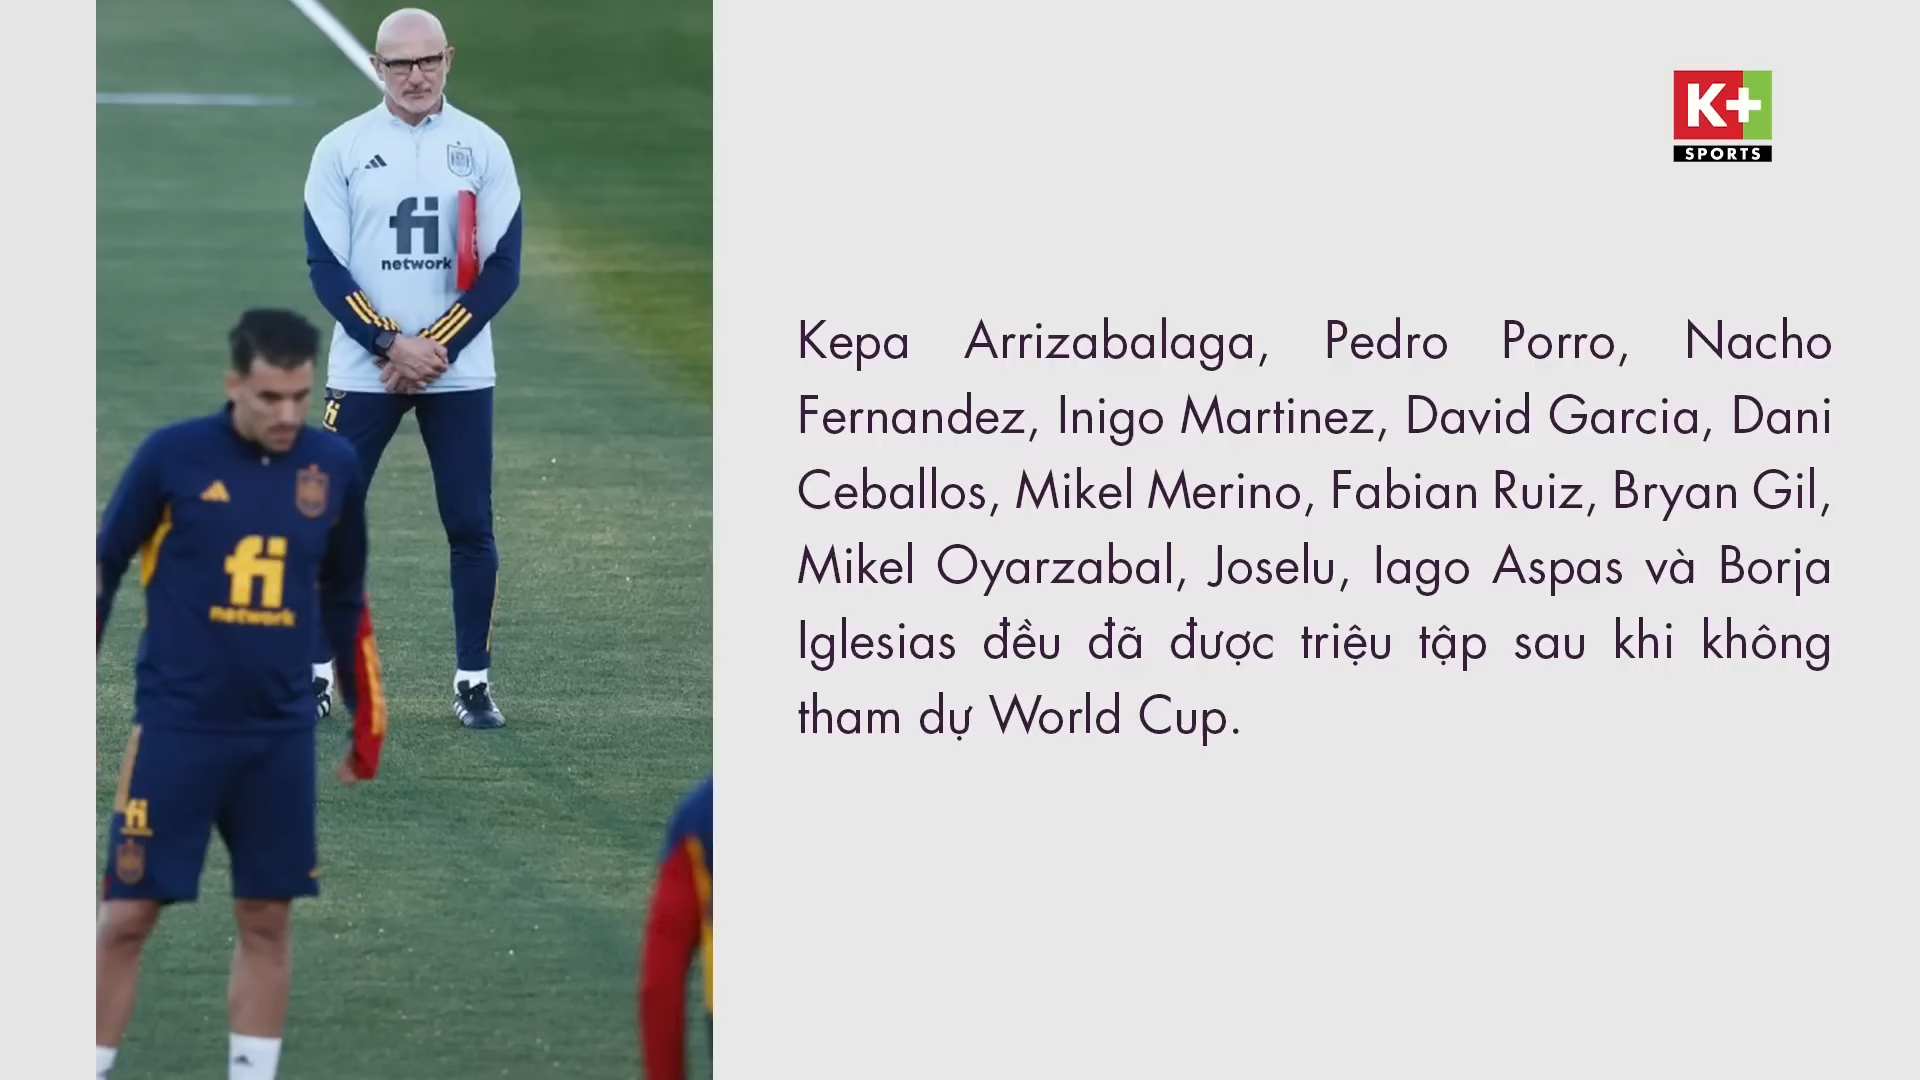 K+
SPORTS
fi
network
fi
network
fi
fi
Kepa Arrizabalaga, Pedro Porro, Nacho
Fernandez, Inigo Martinez, David Garcia, Dani
Ceballos, Mikel Merino, Fabian Ruiz, Bryan Gil,
Mikel Oyarzabal, Joselu, Iago Aspas và Borja
Iglesias đều đã được triệu tập sau khi không
tham dự World Cup.